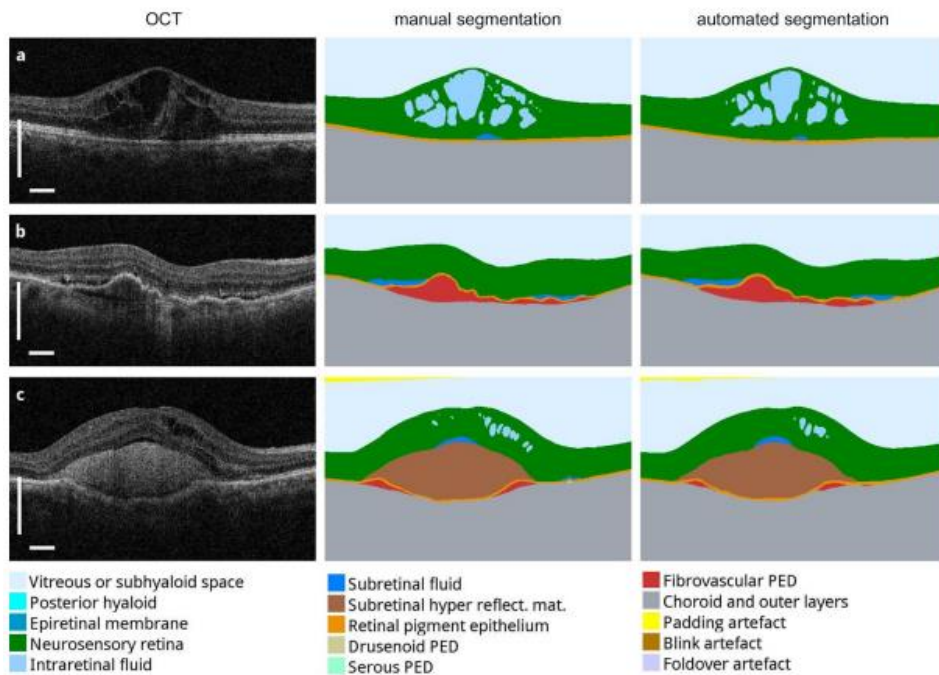 OCT manual segmentation automated segmentation
a
b
c
Vitreous or subhyaloid space
Posterior hyaloid
Epiretinal membrane
Neurosensory retina
Intraretinal fluid
Subretinal fluid
Subretinal hyper reflect. mat.
Retinal pigment epithelium
Drusenoid PED
Serous PED
Fibrovascular PED
Choroid and outer layers
Padding artefact
Blink artefact
Foldover artefact